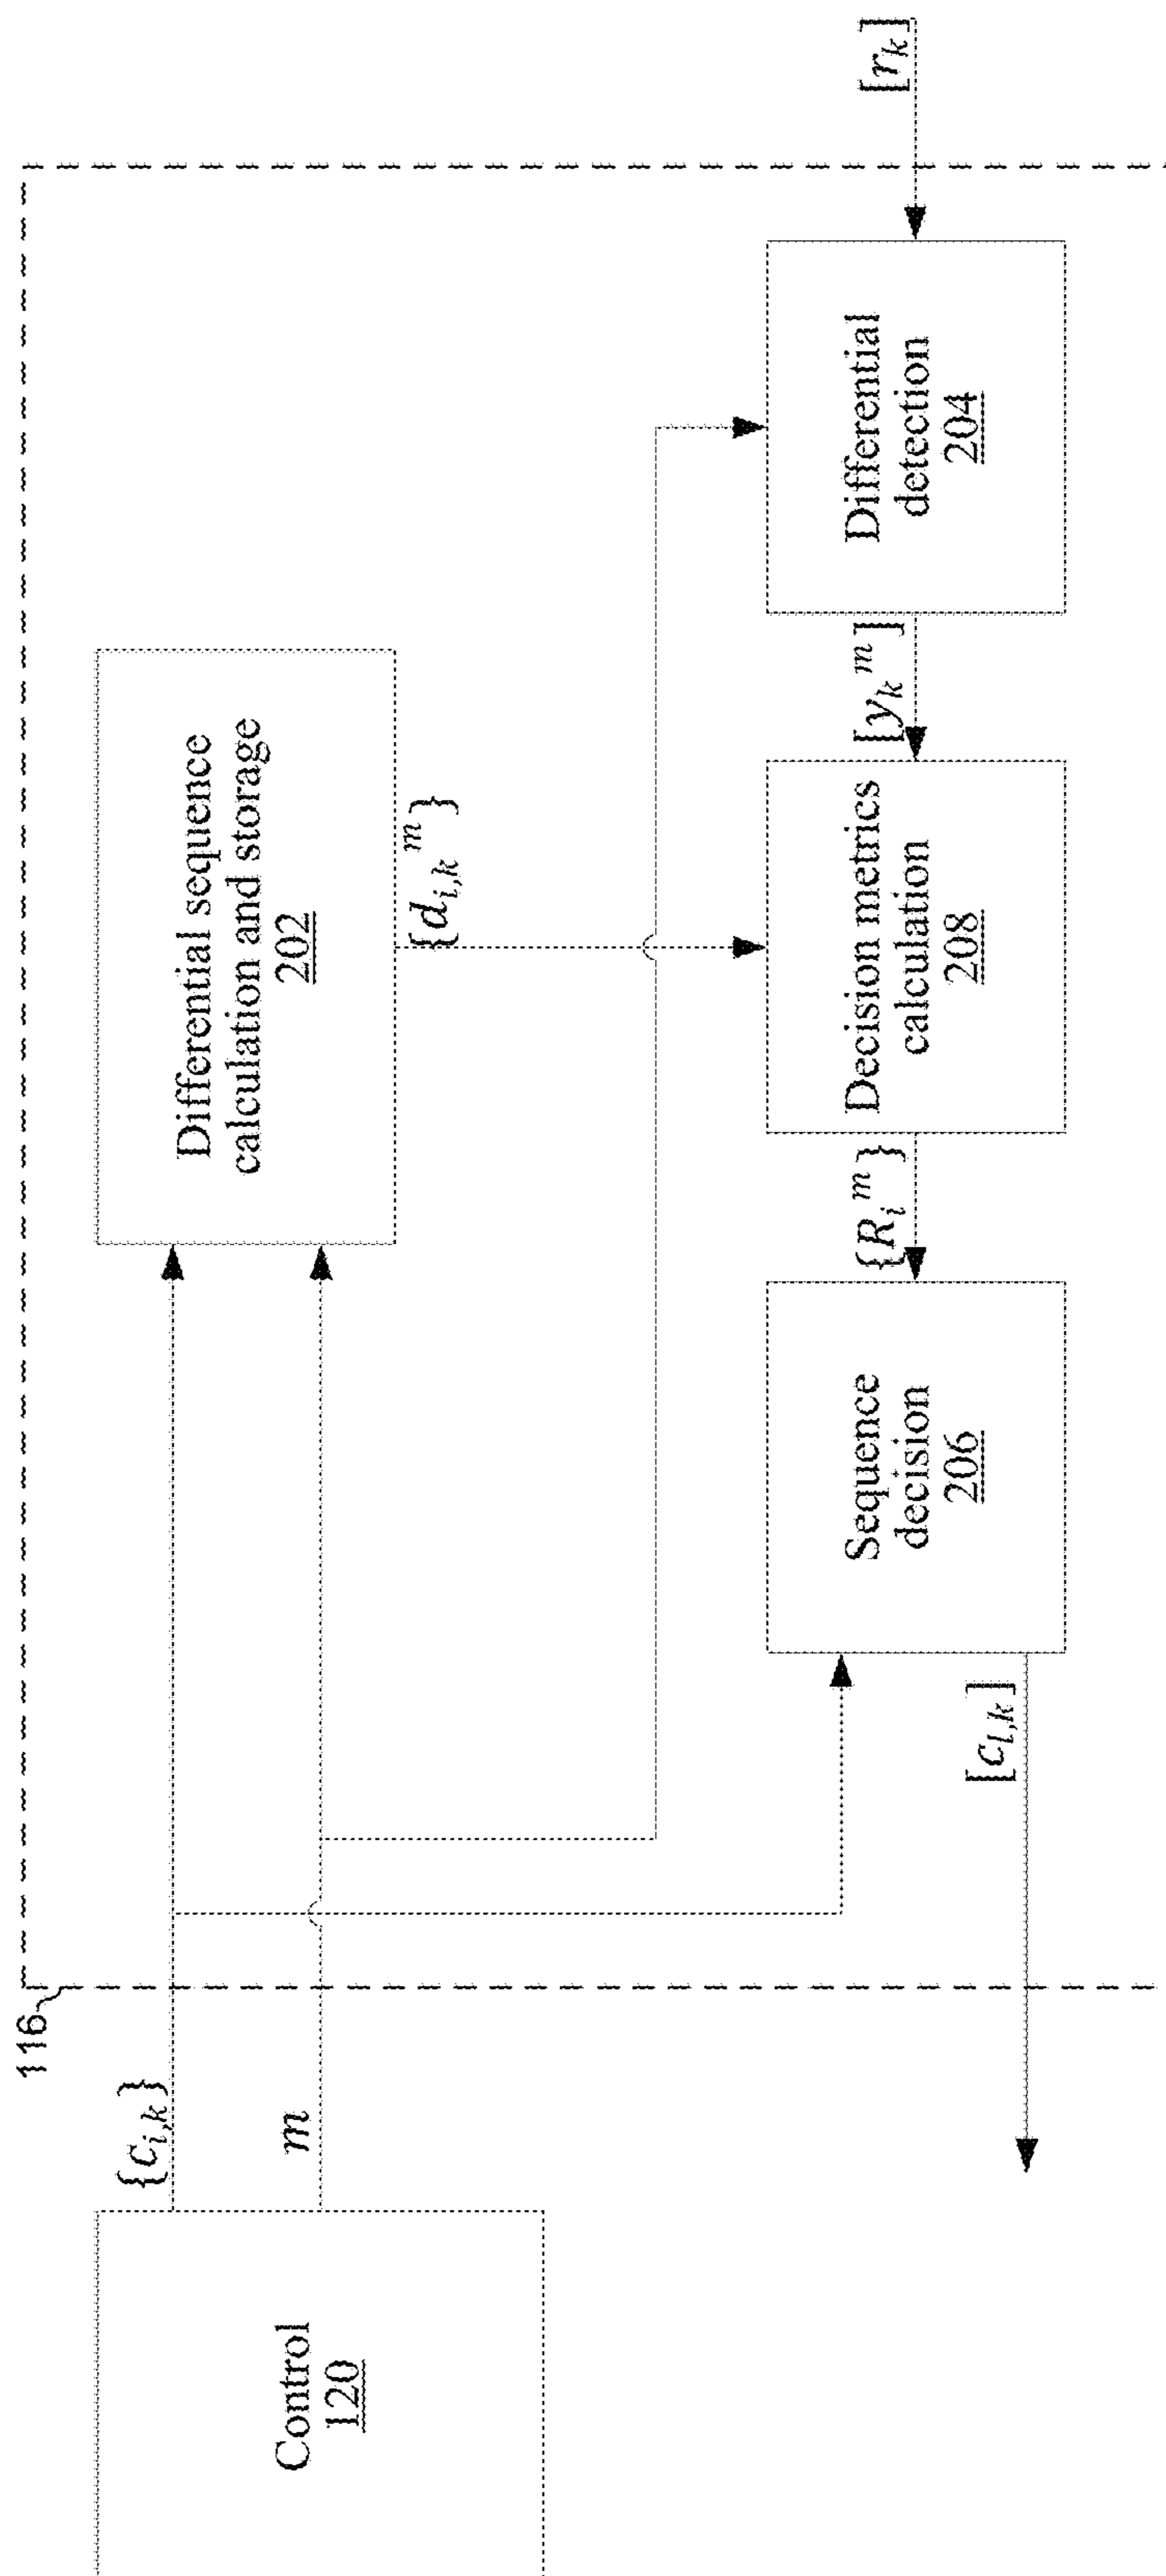 116
Control
120
{c_{i,k}}
m
Differential sequence
calculation and storage
202
{d_{i,k}^m}
[c_{l,k}]
Sequence
decision
206
{R_i^m}
Decision metrics
calculation
208
[y_k^m]
Differential
detection
204
[r_k]